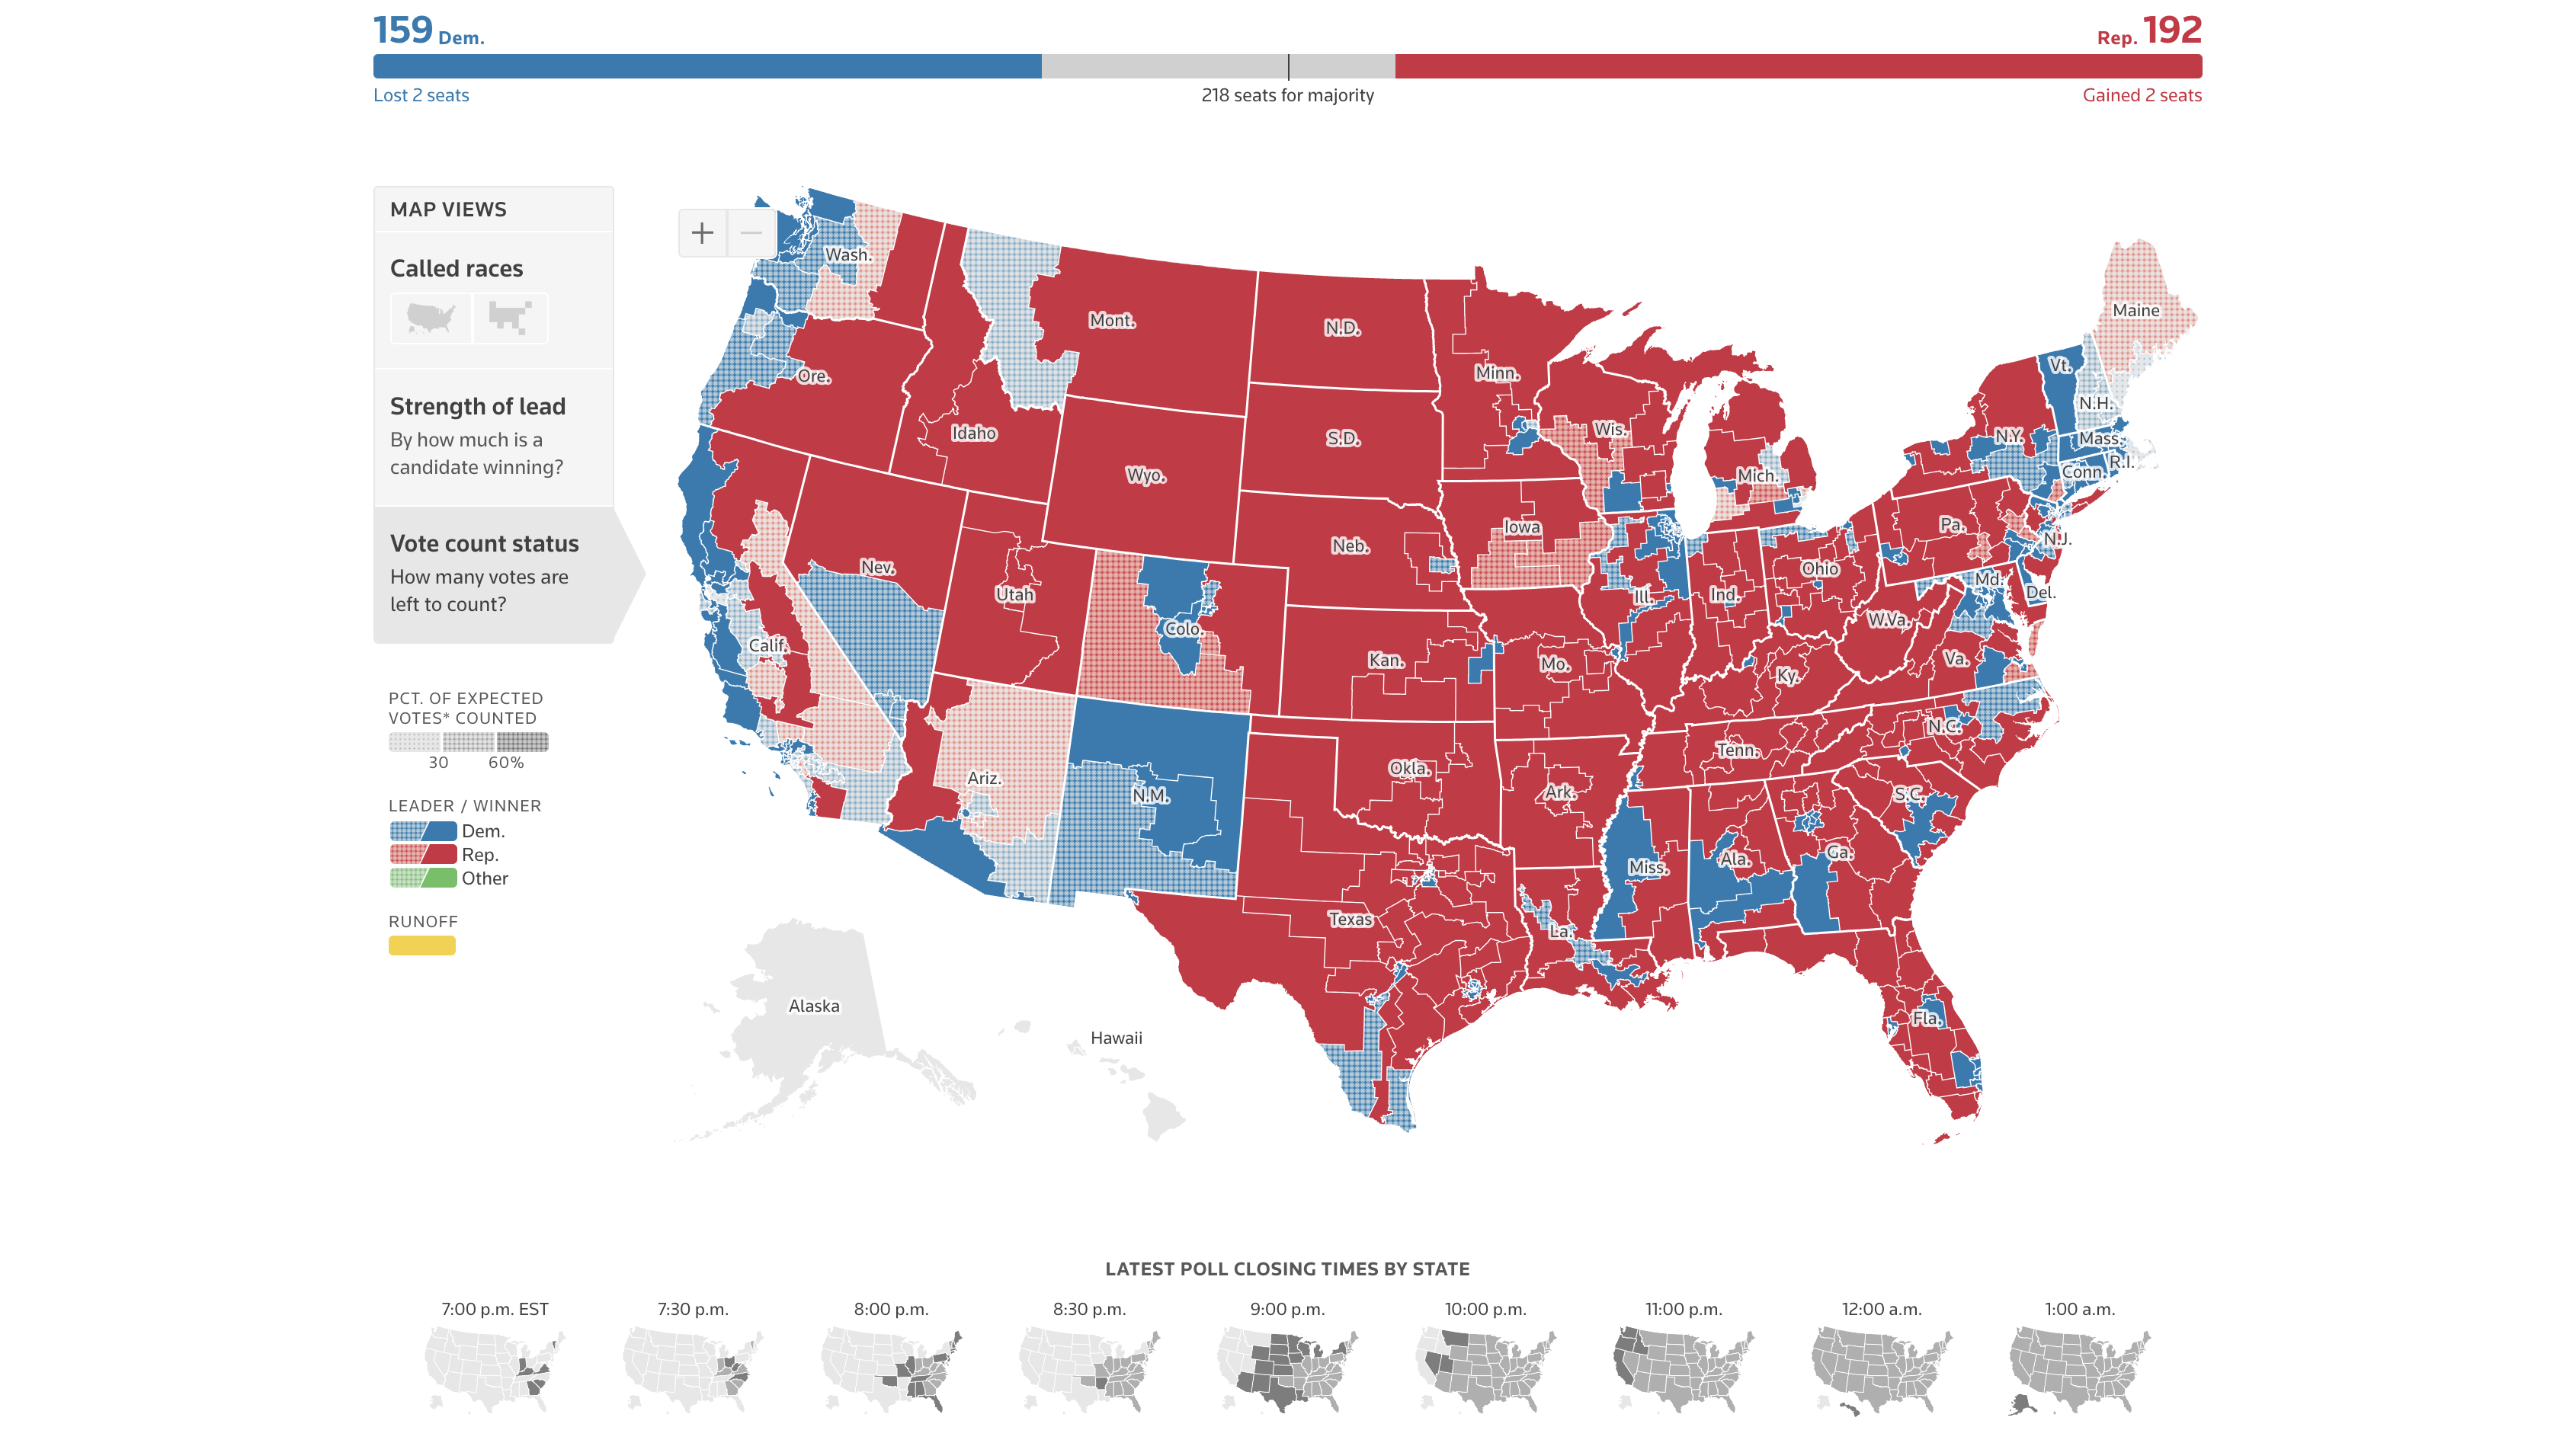 159 Dem.
Rep. 192
Lost 2 seats
218 seats for majority
Gained 2 seats
MAP VIEWS
Called races
Strength of lead
By how much is a
candidate winning?
Vote count status
How many votes are
left to count?
PCT. OF EXPECTED
VOTES* COUNTED
30 60%
LEADER / WINNER
Dem.
Rep.
Other
RUNOFF
+ −
Wash.
Mont.
N.D.
Minn.
Maine
Vt.
N.H.
Ore.
Idaho
S.D.
Wis.
Mich.
N.Y.
Mass.
R.I.
Conn.
Wyo.
Iowa
Pa.
N.J.
Nev.
Utah
Neb.
Ill.
Ind.
Ohio
Md.
Del.
Calif.
Colo.
Kan.
Mo.
Ky.
W.Va.
Va.
Ariz.
N.M.
Okla.
Ark.
Tenn.
N.C.
S.C.
Texas
La.
Miss.
Ala.
Ga.
Fla.
Alaska
Hawaii
LATEST POLL CLOSING TIMES BY STATE
7:00 p.m. EST
7:30 p.m.
8:00 p.m.
8:30 p.m.
9:00 p.m.
10:00 p.m.
11:00 p.m.
12:00 a.m.
1:00 a.m.